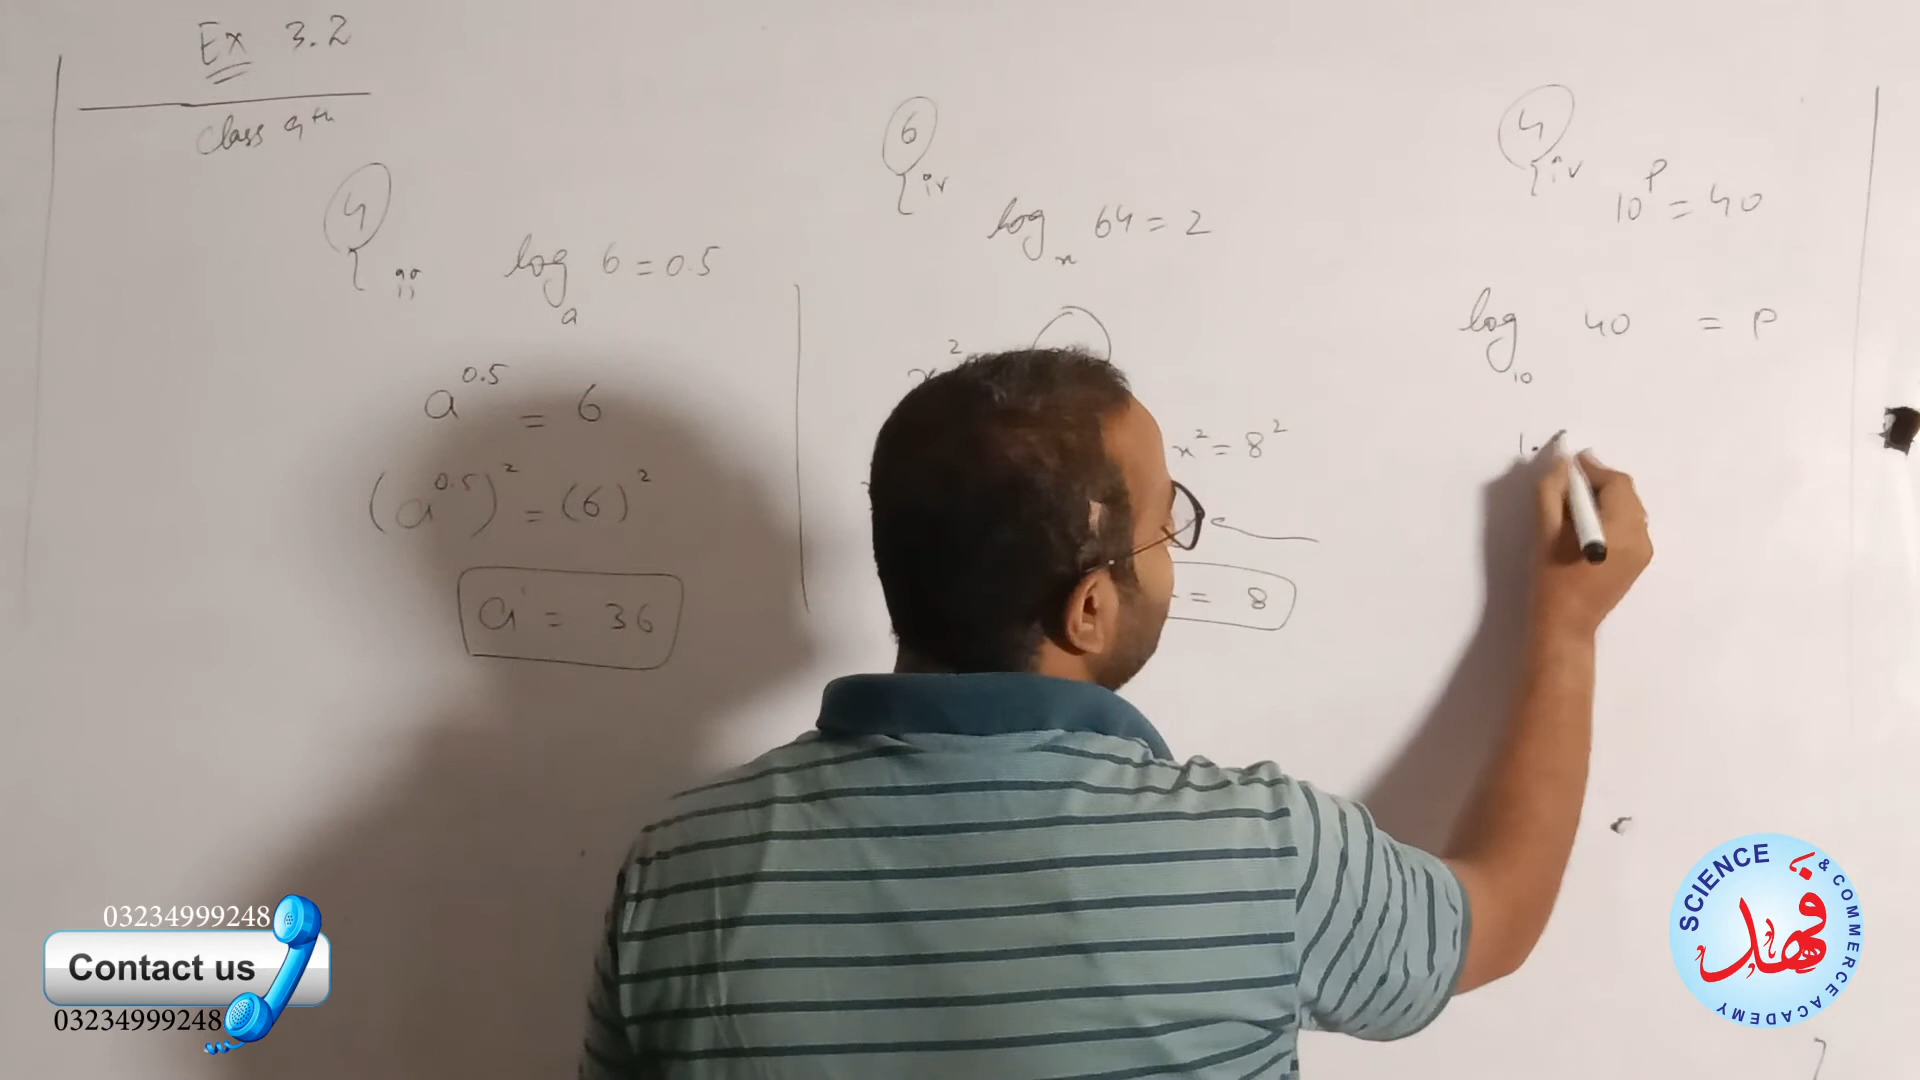 Ex 3.2
Class 9th
4
ii
log_a 6 = 0.5
a^0.5 = 6
(a^0.5)^2 = (6)^2
a = 36
6
iv
log_x 64 = 2
x^2
x^2 = 8^2
= 8
4
iv
10^P = 40
log_10 40 = P
1.
03234999248
Contact us
03234999248
SCIENCE & COMMERCE ACADEMY
فہد